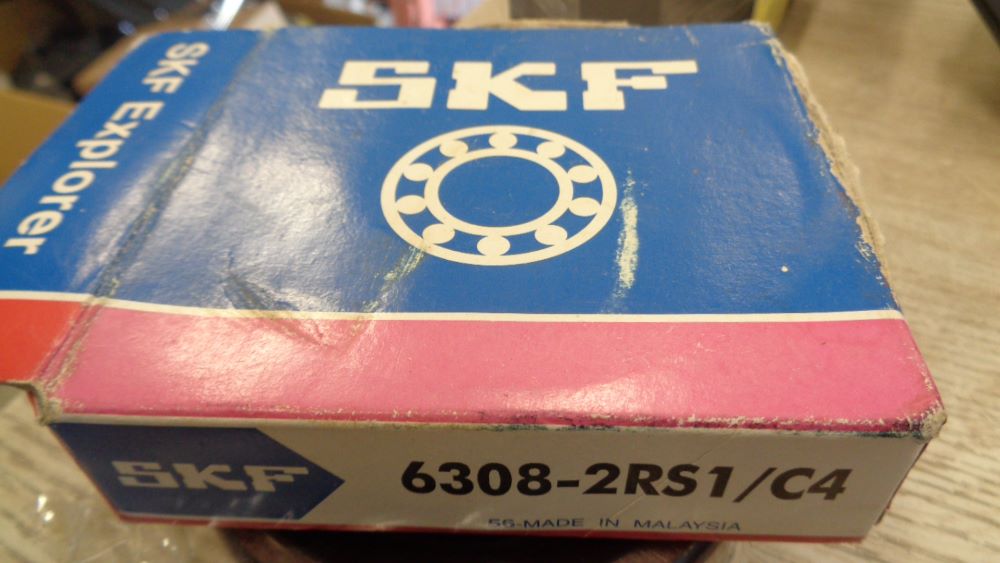 SKF Explorer
SKF
SKF
6308-2RS1/C4
56-MADE IN MALAYSIA